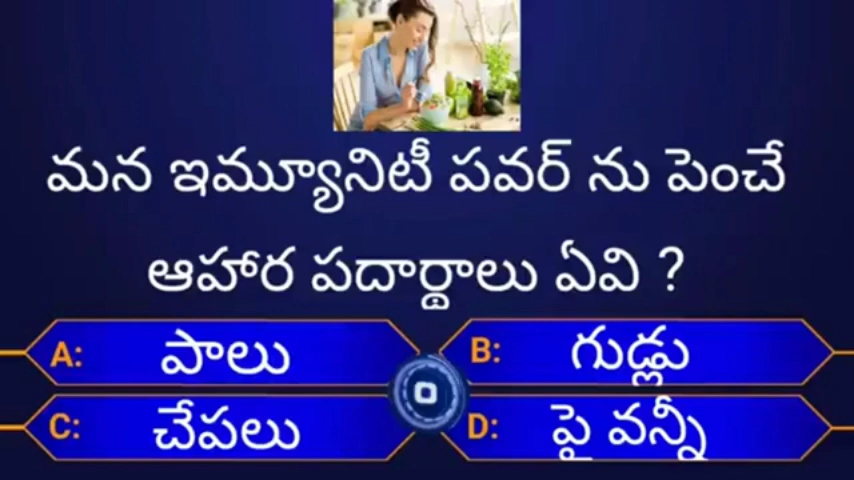 మన ఇమ్యూనిటీ పవర్ ను పెంచే
ఆహార పదార్థాలు ఏవి ?
A: పాలు
B: గుడ్లు
C: చేపలు
D: పై వన్నీ